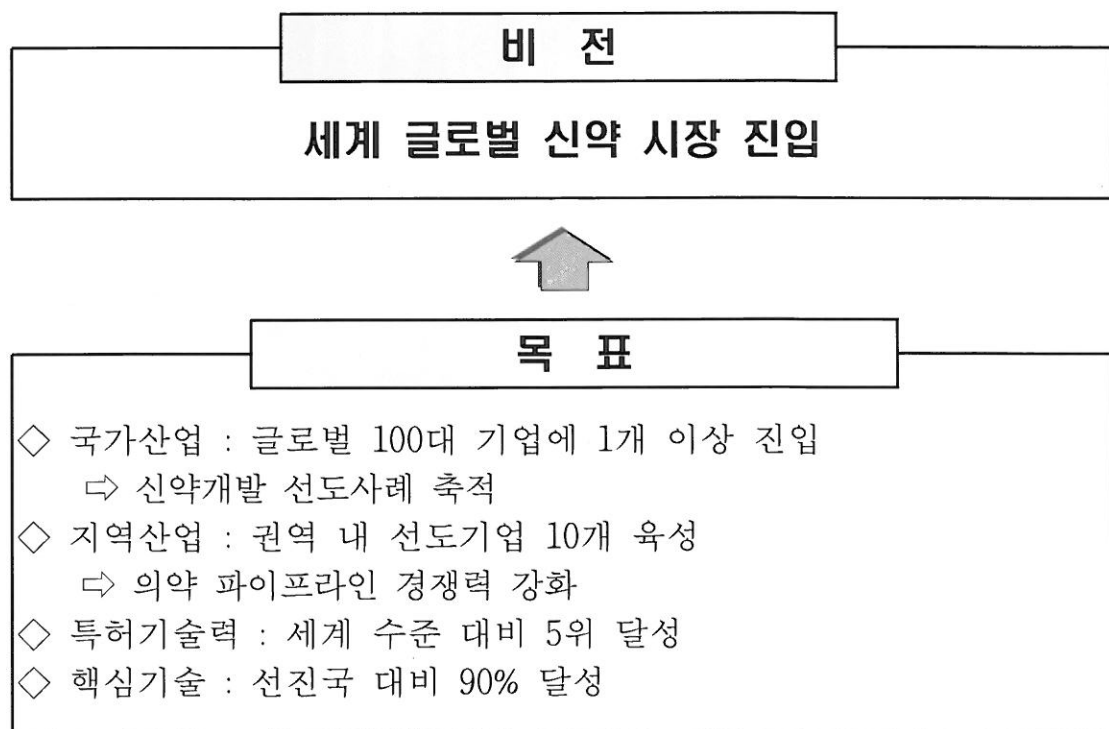 비 전
세계 글로벌 신약 시장 진입
목 표
◇ 국가산업 : 글로벌 100대 기업에 1개 이상 진입
⇨ 신약개발 선도사례 축적
◇ 지역산업 : 권역 내 선도기업 10개 육성
⇨ 의약 파이프라인 경쟁력 강화
◇ 특허기술력 : 세계 수준 대비 5위 달성
◇ 핵심기술 : 선진국 대비 90% 달성